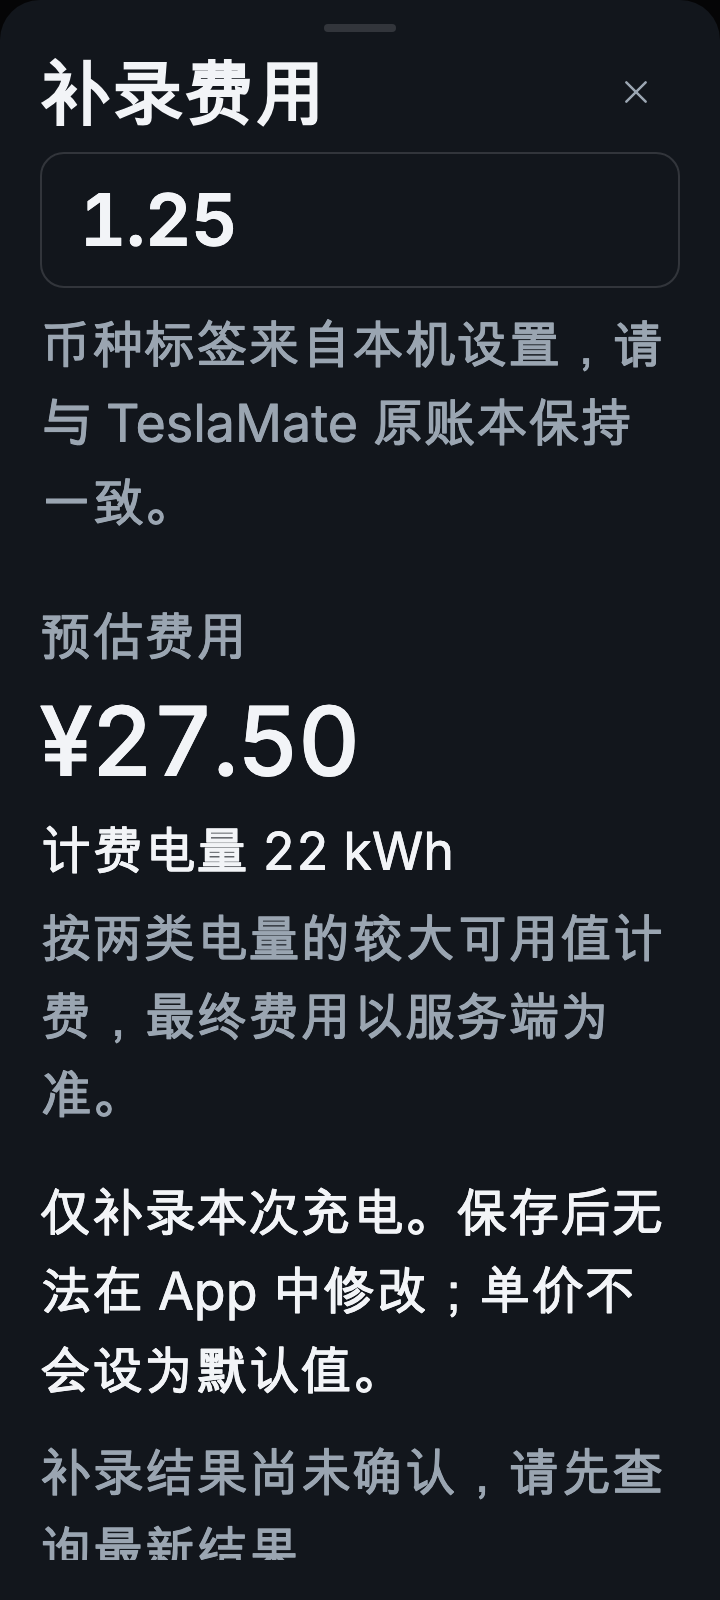 补录费用
1.25
币种标签来自本机设置，请
与 TeslaMate 原账本保持
一致。
预估费用
¥27.50
计费电量 22 kWh
按两类电量的较大可用值计
费，最终费用以服务端为
准。
仅补录本次充电。保存后无
法在 App 中修改；单价不
会设为默认值。
补录结果尚未确认，请先查
询最新结果